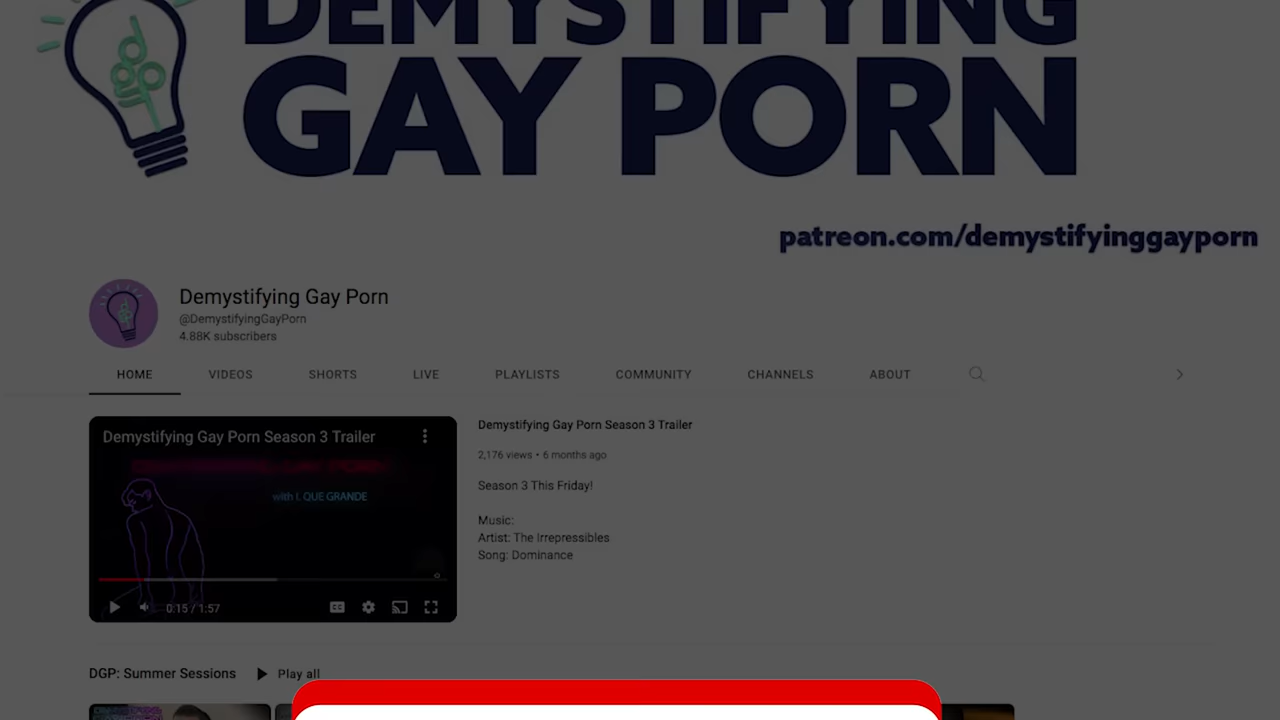 DEMYSTIFYING
GAY PORN
patreon.com/demystifyinggayporn
Demystifying Gay Porn
@DemystifyingGayPorn
4.88K subscribers
HOME VIDEOS SHORTS LIVE PLAYLISTS COMMUNITY CHANNELS ABOUT
Demystifying Gay Porn Season 3 Trailer
with I. QUE GRANDE
0:15 / 1:57
Demystifying Gay Porn Season 3 Trailer
2,176 views • 6 months ago
Season 3 This Friday!
Music:
Artist: The Irrepressibles
Song: Dominance
DGP: Summer Sessions Play all